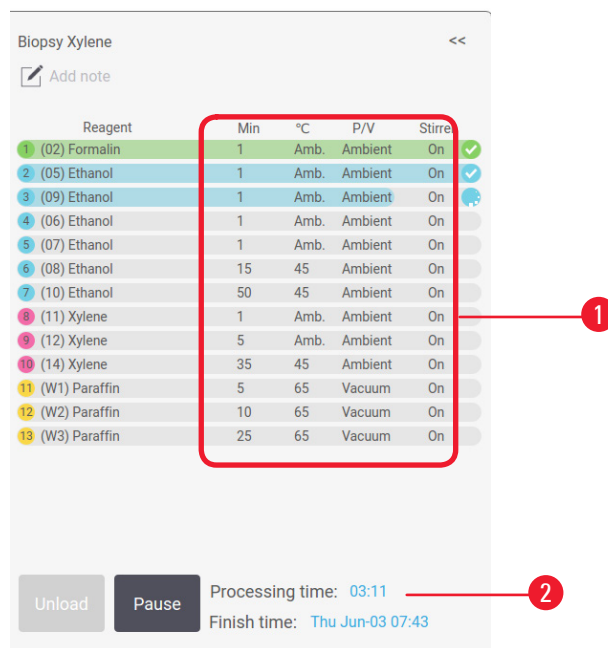 Biopsy Xylene <<
Add note
Reagent Min °C P/V Stirrer
1 (02) Formalin 1 Amb. Ambient On
2 (05) Ethanol 1 Amb. Ambient On
3 (09) Ethanol 1 Amb. Ambient On
4 (06) Ethanol 1 Amb. Ambient On
5 (07) Ethanol 1 Amb. Ambient On
6 (08) Ethanol 15 45 Ambient On
7 (10) Ethanol 50 45 Ambient On
8 (11) Xylene 1 Amb. Ambient On
9 (12) Xylene 5 Amb. Ambient On
10 (14) Xylene 35 45 Ambient On
11 (W1) Paraffin 5 65 Vacuum On
12 (W2) Paraffin 10 65 Vacuum On
13 (W3) Paraffin 25 65 Vacuum On
1
Unload Pause Processing time: 03:11 2
Finish time: Thu Jun-03 07:43